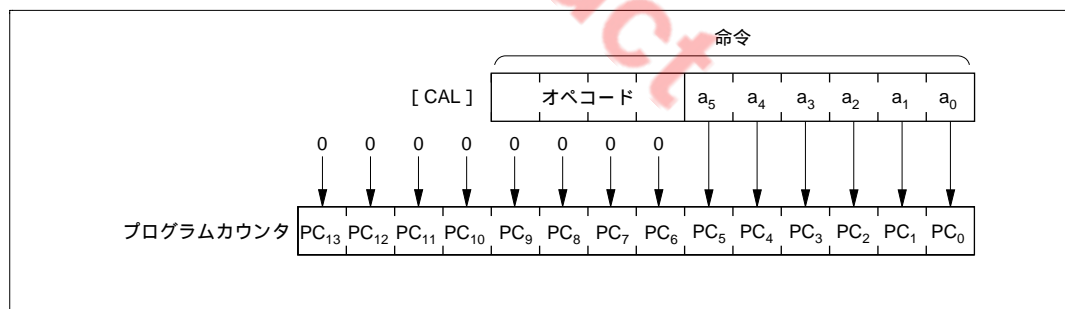 命令
[ CAL ] オペコード a5 a4 a3 a2 a1 a0
0 0 0 0 0 0 0 0
プログラムカウンタ PC13 PC12 PC11 PC10 PC9 PC8 PC7 PC6 PC5 PC4 PC3 PC2 PC1 PC0